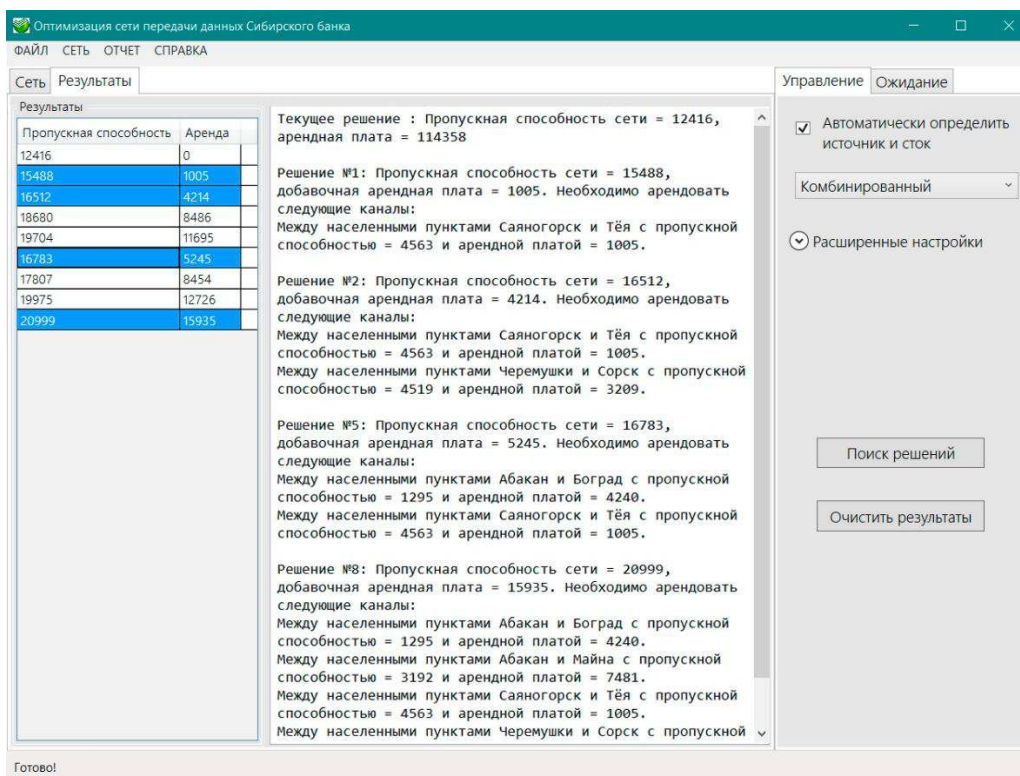 Оптимизация сети передачи данных Сибирского банка
ФАЙЛ СЕТЬ ОТЧЕТ СПРАВКА
Сеть Результаты
Результаты
Пропускная способность Аренда
12416 0
15488 1005
16512 4214
18680 8486
19704 11695
16783 5245
17807 8454
19975 12726
20999 15935
Текущее решение : Пропускная способность сети = 12416,
арендная плата = 114358
Решение №1: Пропускная способность сети = 15488,
добавочная арендная плата = 1005. Необходимо арендовать
следующие каналы:
Между населенными пунктами Саяногорск и Тёя с пропускной
способностью = 4563 и арендной платой = 1005.
Решение №2: Пропускная способность сети = 16512,
добавочная арендная плата = 4214. Необходимо арендовать
следующие каналы:
Между населенными пунктами Саяногорск и Тёя с пропускной
способностью = 4563 и арендной платой = 1005.
Между населенными пунктами Черемушки и Сорск с пропускной
способностью = 4519 и арендной платой = 3209.
Решение №5: Пропускная способность сети = 16783,
добавочная арендная плата = 5245. Необходимо арендовать
следующие каналы:
Между населенными пунктами Абакан и Боград с пропускной
способностью = 1295 и арендной платой = 4240.
Между населенными пунктами Саяногорск и Тёя с пропускной
способностью = 4563 и арендной платой = 1005.
Решение №8: Пропускная способность сети = 20999,
добавочная арендная плата = 15935. Необходимо арендовать
следующие каналы:
Между населенными пунктами Абакан и Боград с пропускной
способностью = 1295 и арендной платой = 4240.
Между населенными пунктами Абакан и Майна с пропускной
способностью = 3192 и арендной платой = 7481.
Между населенными пунктами Саяногорск и Тёя с пропускной
способностью = 4563 и арендной платой = 1005.
Между населенными пунктами Черемушки и Сорск с пропускной
Управление Ожидание
Автоматически определить
источник и сток
Комбинированный
Расширенные настройки
Поиск решений
Очистить результаты
Готово!